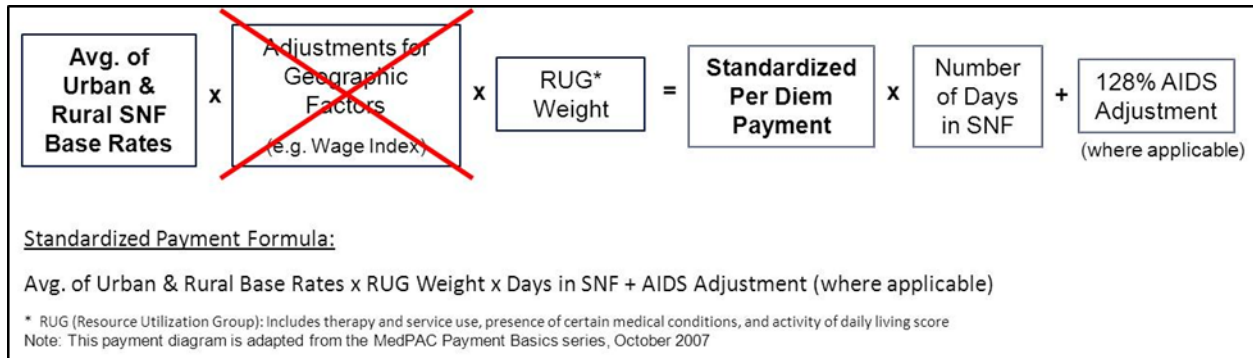 Avg. of
Urban &
Rural SNF
Base Rates
x
Adjustments for
Geographic
Factors
(e.g. Wage Index)
x
RUG*
Weight
=
Standardized
Per Diem
Payment
x
Number
of Days
in SNF
+
128% AIDS
Adjustment
(where applicable)
Standardized Payment Formula:
Avg. of Urban & Rural Base Rates x RUG Weight x Days in SNF + AIDS Adjustment (where applicable)
* RUG (Resource Utilization Group): Includes therapy and service use, presence of certain medical conditions, and activity of daily living score
Note: This payment diagram is adapted from the MedPAC Payment Basics series, October 2007